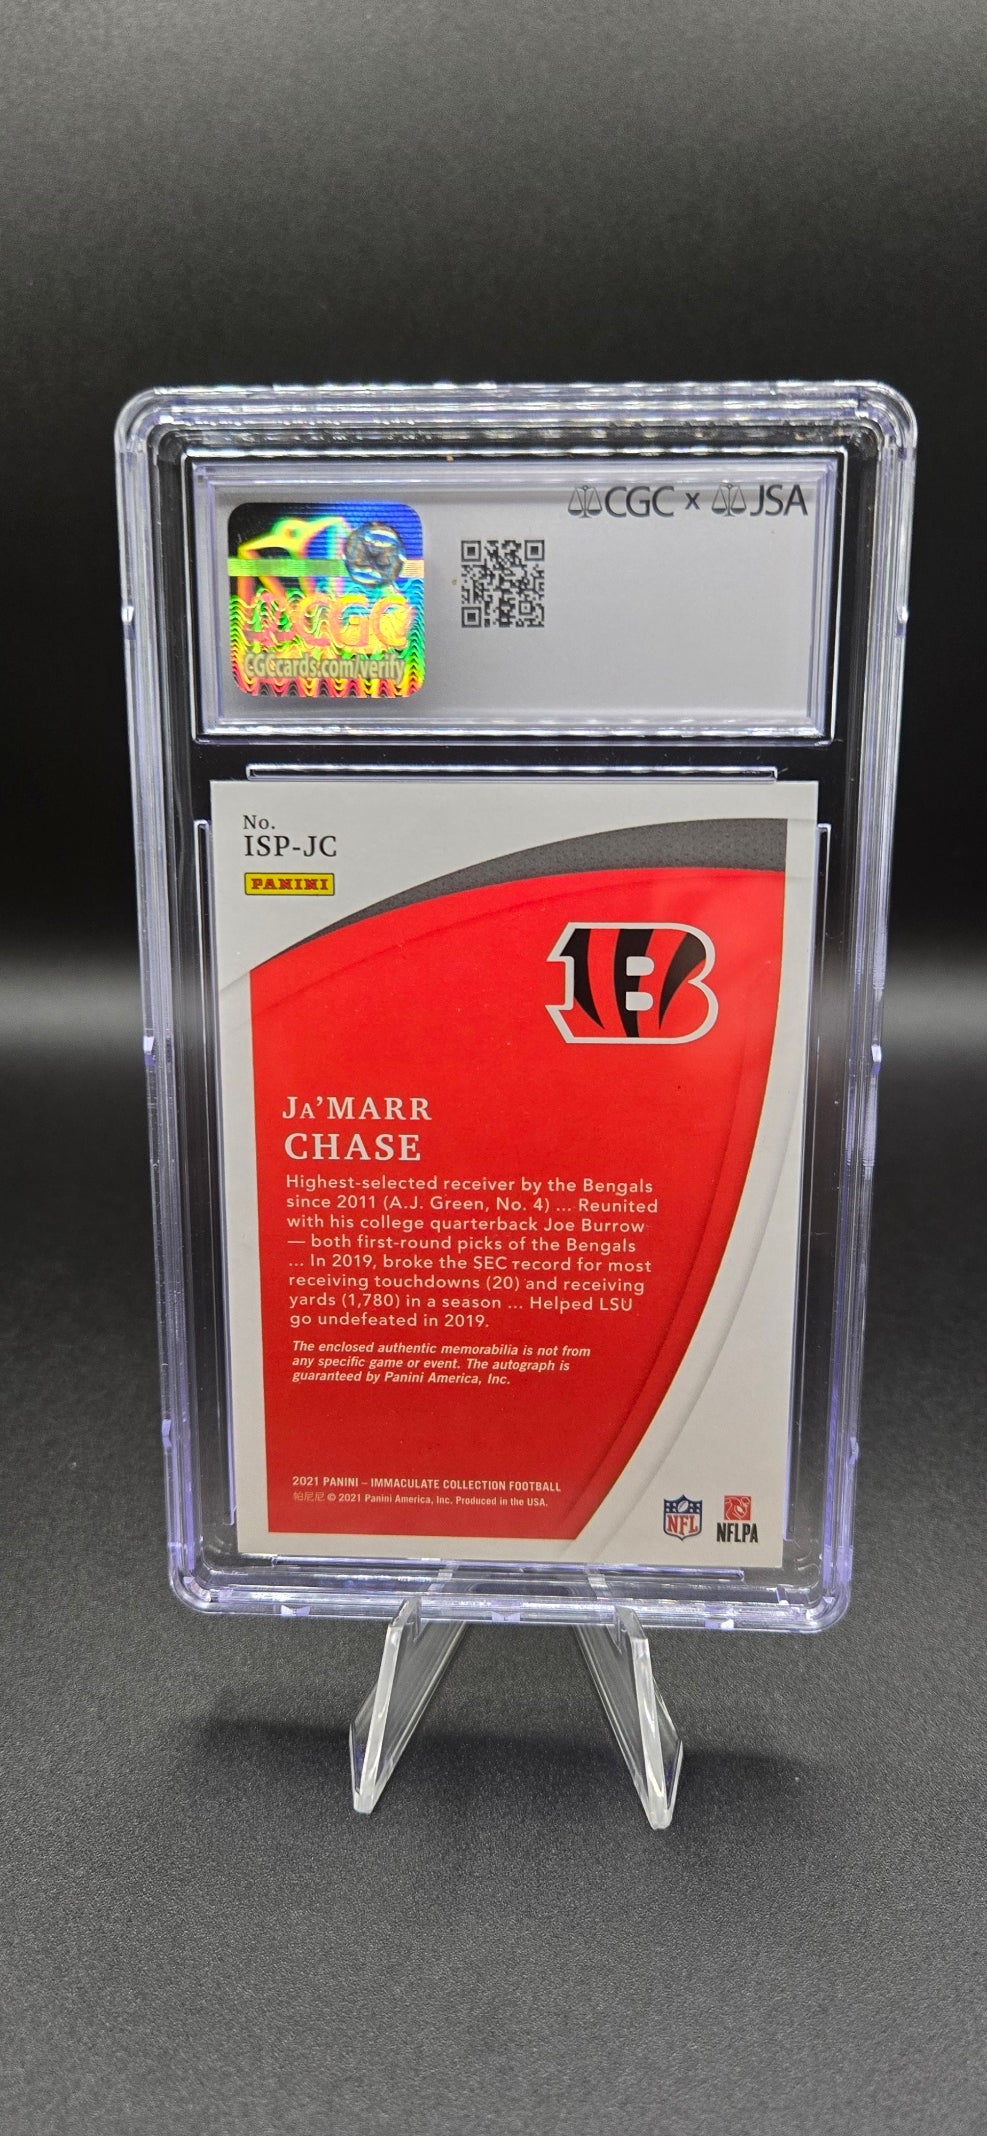 CGC x JSA
CGC
CGCcards.com/verify
No.
ISP-JC
PANINI
B
JA'MARR
CHASE
Highest-selected receiver by the Bengals
since 2011 (A.J. Green, No. 4) ... Reunited
with his college quarterback Joe Burrow
— both first-round picks of the Bengals
... In 2019, broke the SEC record for most
receiving touchdowns (20) and receiving
yards (1,780) in a season ... Helped LSU
go undefeated in 2019.
The enclosed authentic memorabilia is not from
any specific game or event. The autograph is
guaranteed by Panini America, Inc.
2021 PANINI – IMMACULATE COLLECTION FOOTBALL
帕尼尼 © 2021 Panini America, Inc. Produced in the USA.
NFL
NFLPA